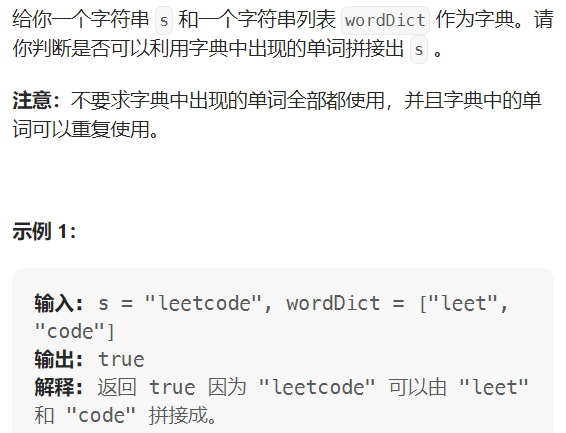 给你一个字符串 s 和一个字符串列表 wordDict 作为字典。请
你判断是否可以利用字典中出现的单词拼接出 s 。
注意：不要求字典中出现的单词全部都使用，并且字典中的单
词可以重复使用。
示例 1：
输入: s = "leetcode", wordDict = ["leet",
"code"]
输出: true
解释: 返回 true 因为 "leetcode" 可以由 "leet"
和 "code" 拼接成。